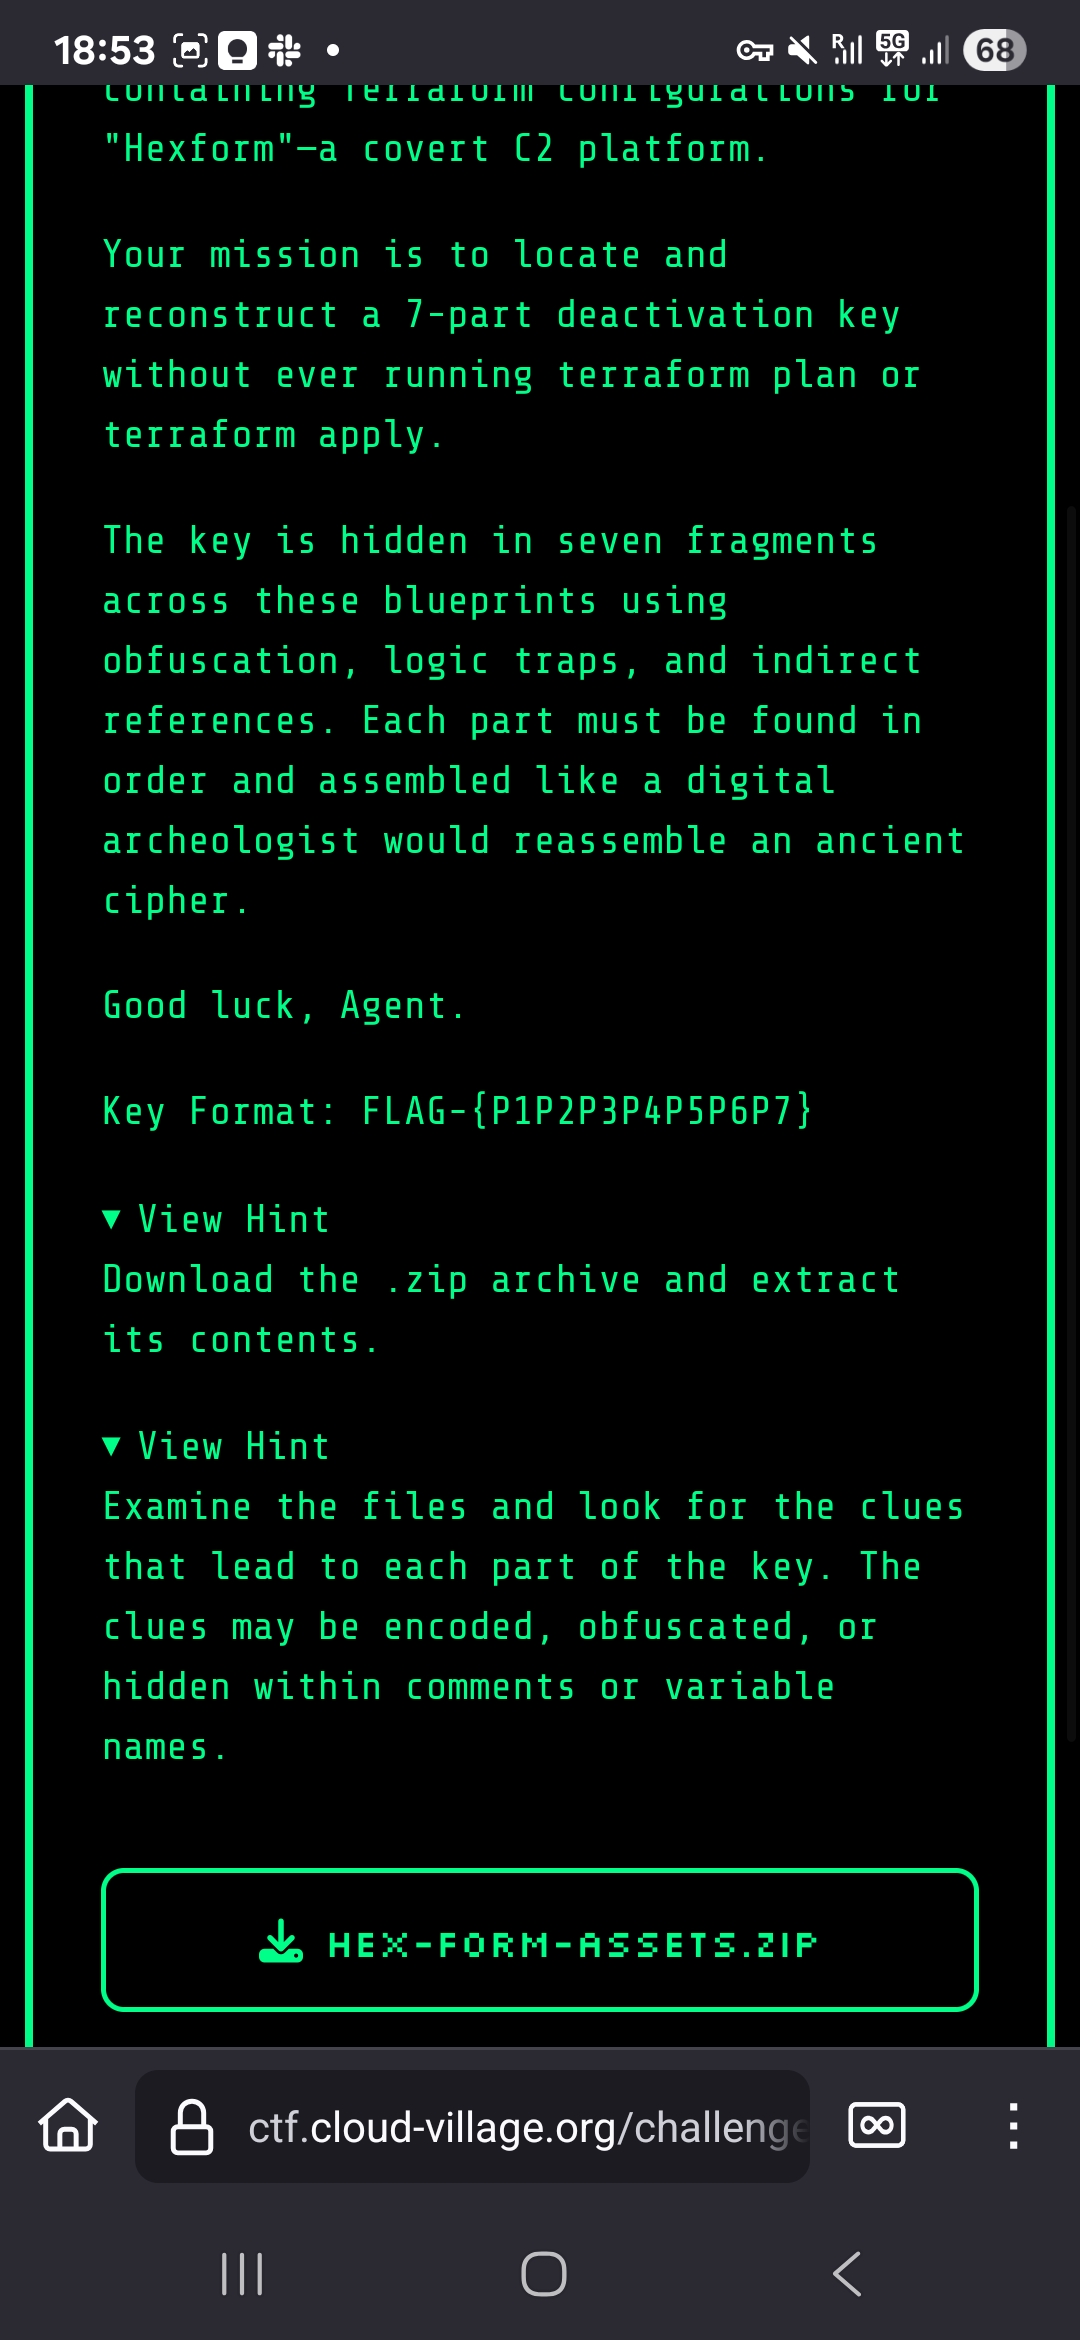 18:53
R
5G
68
containing Terraform configurations for
"Hexform"—a covert C2 platform.
Your mission is to locate and
reconstruct a 7-part deactivation key
without ever running terraform plan or
terraform apply.
The key is hidden in seven fragments
across these blueprints using
obfuscation, logic traps, and indirect
references. Each part must be found in
order and assembled like a digital
archeologist would reassemble an ancient
cipher.
Good luck, Agent.
Key Format: FLAG-{P1P2P3P4P5P6P7}
▼ View Hint
Download the .zip archive and extract
its contents.
▼ View Hint
Examine the files and look for the clues
that lead to each part of the key. The
clues may be encoded, obfuscated, or
hidden within comments or variable
names.
HEX-FORM-ASSETS.ZIP
ctf.cloud-village.org/challenge